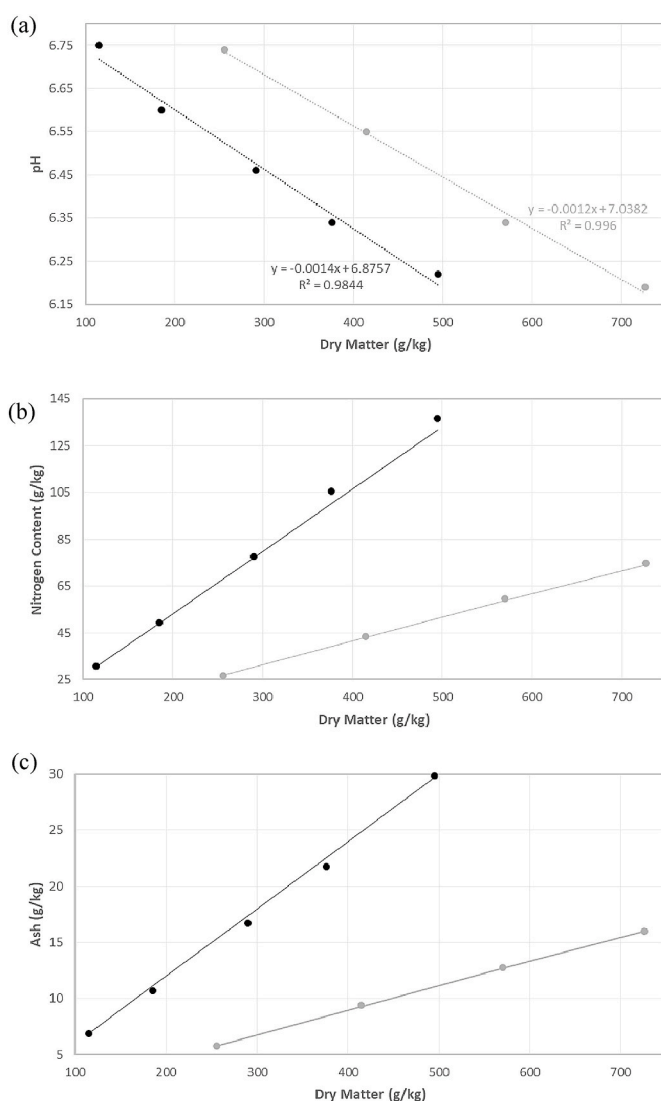 (a)
6.75
6.65
6.55
6.45
6.35
6.25
6.15
pH
y = -0.0012x + 7.0382
R² = 0.996
y = -0.0014x + 6.8757
R² = 0.9844
100 200 300 400 500 600 700
Dry Matter (g/kg)
(b)
145
125
105
85
65
45
25
Nitrogen Content (g/kg)
100 200 300 400 500 600 700
Dry Matter (g/kg)
(c)
30
25
20
15
10
5
Ash (g/kg)
100 200 300 400 500 600 700
Dry Matter (g/kg)